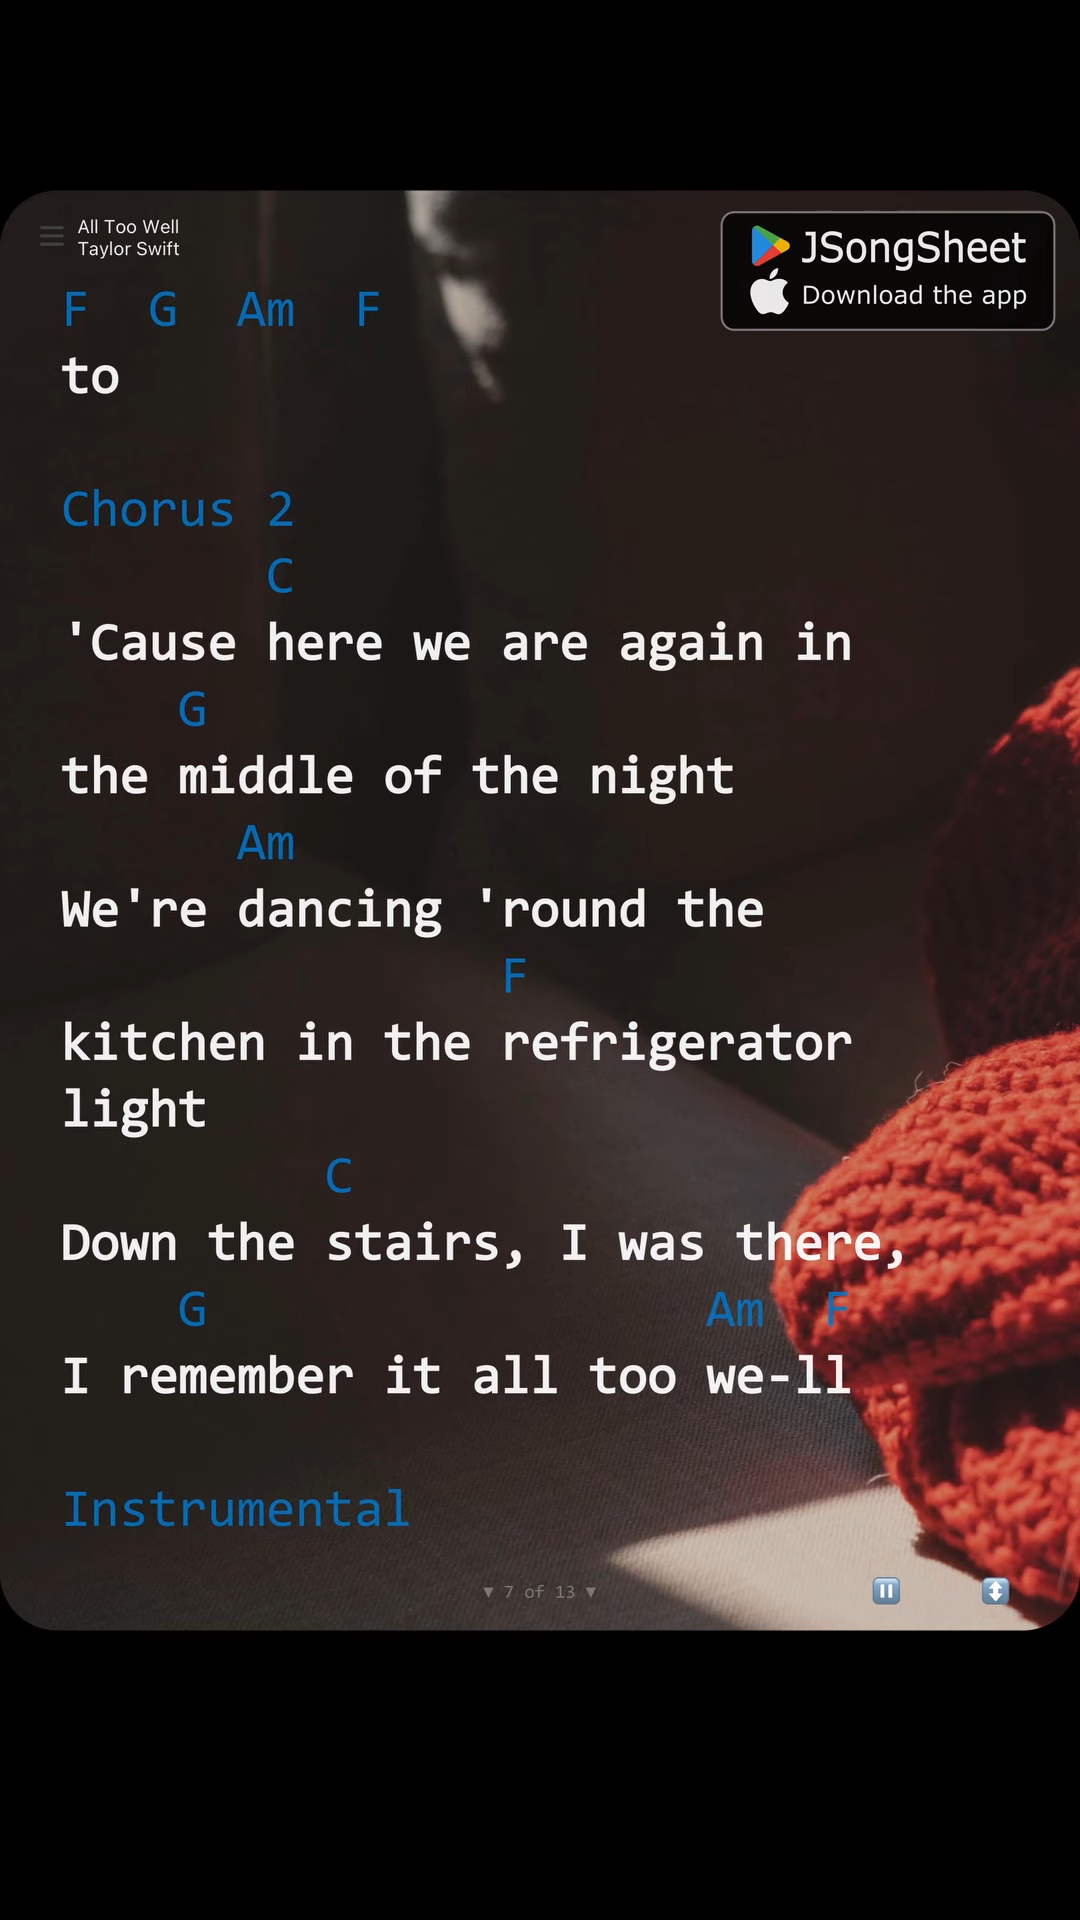 All Too Well
Taylor Swift
JSongSheet
Download the app
F G Am F
to
Chorus 2
C
'Cause here we are again in
G
the middle of the night
Am
We're dancing 'round the
F
kitchen in the refrigerator
light
C
Down the stairs, I was there,
G Am F
I remember it all too we-ll
Instrumental
▼ 7 of 13 ▼